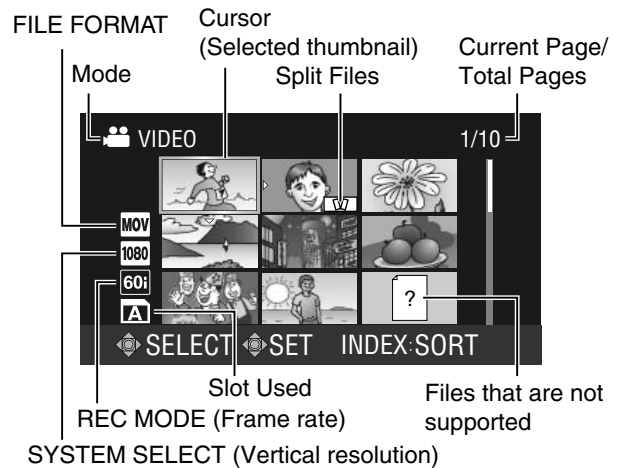 FILE FORMAT
Cursor
(Selected thumbnail)
Mode
Split Files
Current Page/
Total Pages
VIDEO
1/10
MOV
1080
60i
A
?
SELECT SET INDEX:SORT
Slot Used
Files that are not
supported
REC MODE (Frame rate)
SYSTEM SELECT (Vertical resolution)